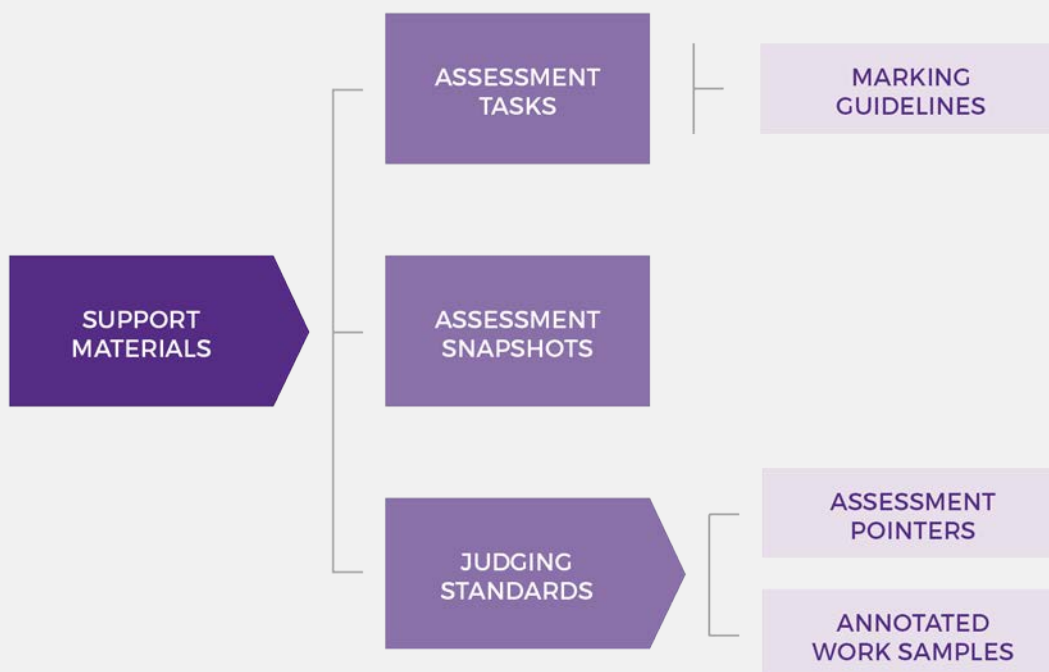 ASSESSMENT
TASKS
MARKING
GUIDELINES
SUPPORT
MATERIALS
ASSESSMENT
SNAPSHOTS
JUDGING
STANDARDS
ASSESSMENT
POINTERS
ANNOTATED
WORK SAMPLES